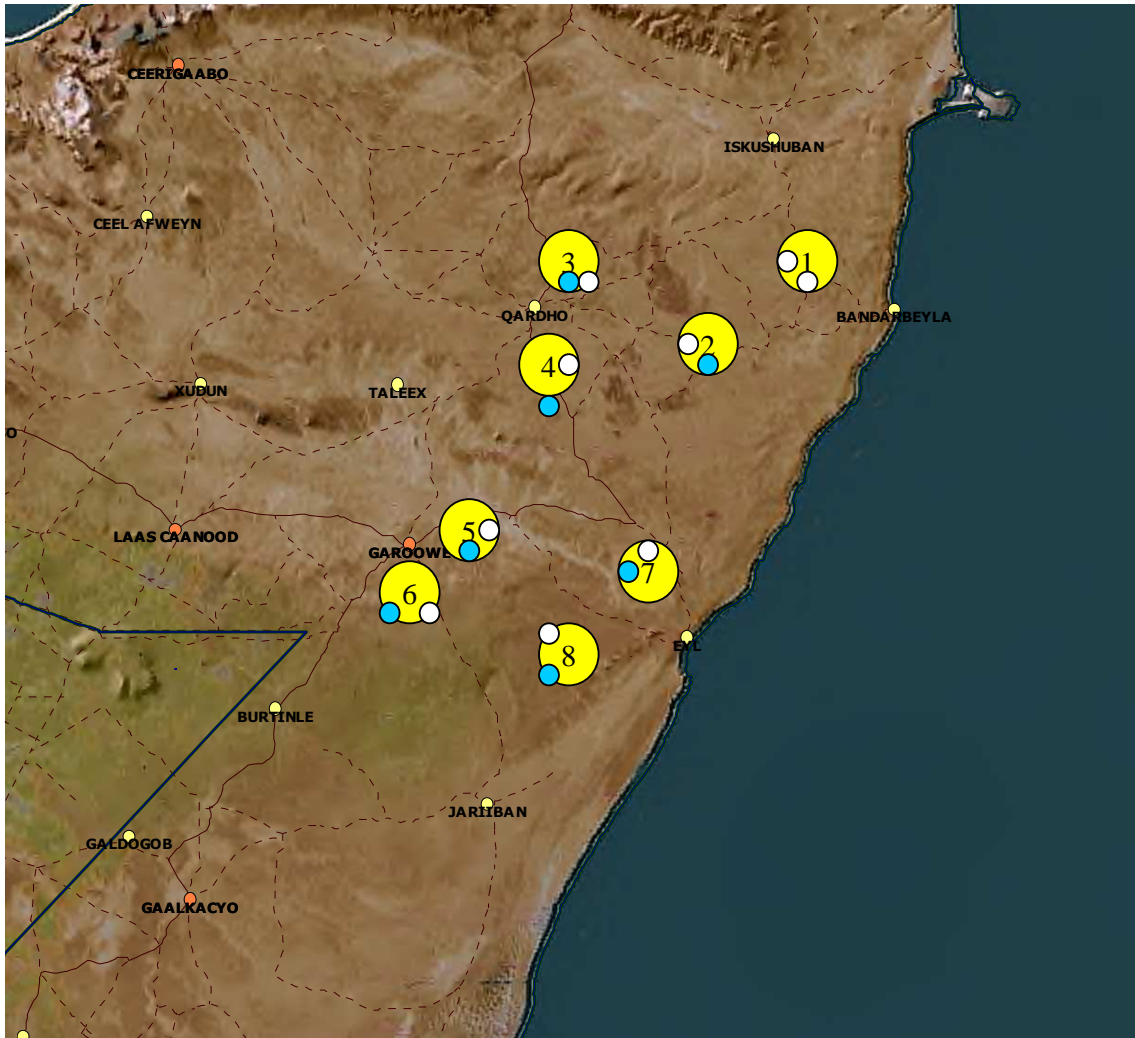 CEERIGAABO
ISKUSHUBAN
CEEL AFWEYN
3
1
QARDHO
BANDARBEYLA
2
4
XUDUN
TALEEX
O
5
LAAS CAANOOD
GAROOWE
7
6
EYL
8
BURTINLE
JARIIBAN
GALDOGOB
GAALKACYO